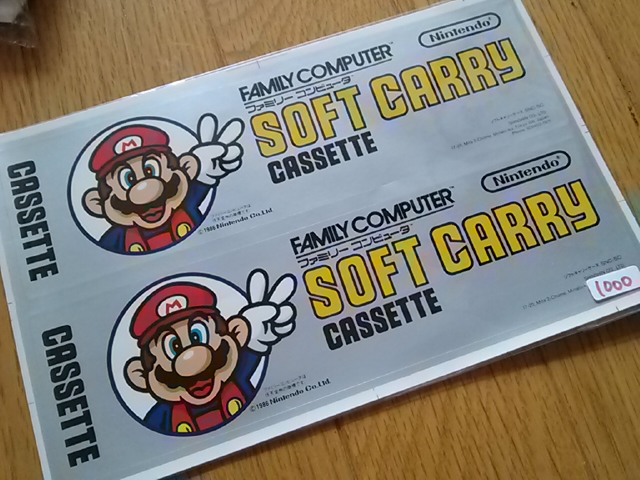 Nintendo
FAMILY COMPUTER™
ファミリー コンピュータ
SOFT CARRY
CASSETTE
CASSETTE
M
©1986 Nintendo Co., Ltd.
Nintendo
FAMILY COMPUTER™
ファミリー コンピュータ
SOFT CARRY
CASSETTE
CASSETTE
M
©1986 Nintendo Co., Ltd.
1000